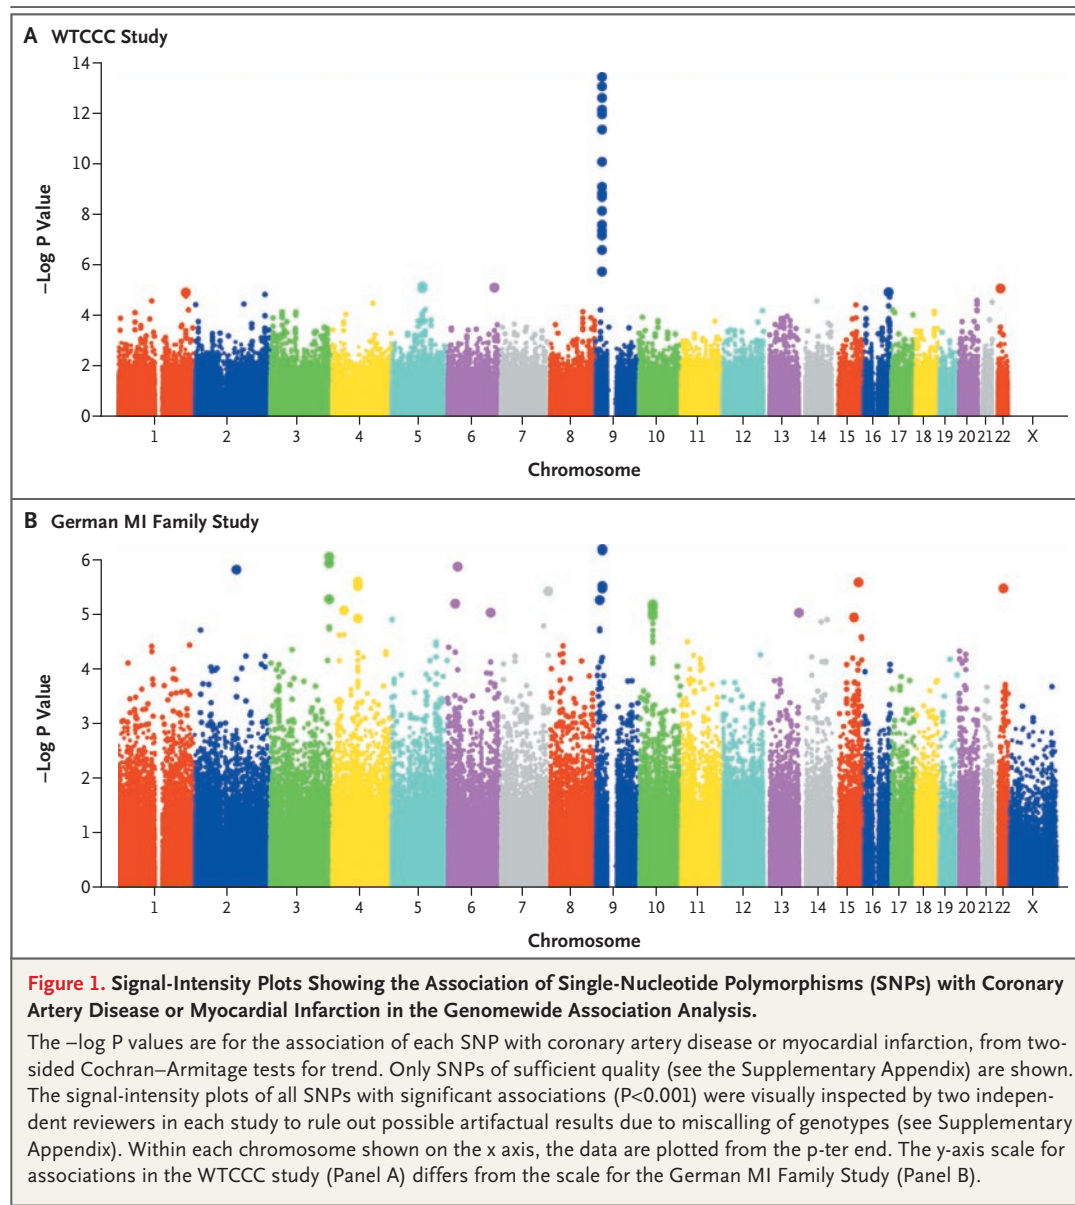 A WTCCC Study
14
12
10
8
6
4
2
0
–Log P Value
1 2 3 4 5 6 7 8 9 10 11 12 13 14 15 16 17 18 19 20 21 22 X
Chromosome
B German MI Family Study
6
5
4
3
2
1
0
–Log P Value
1 2 3 4 5 6 7 8 9 10 11 12 13 14 15 16 17 18 19 20 21 22 X
Chromosome
Figure 1. Signal-Intensity Plots Showing the Association of Single-Nucleotide Polymorphisms (SNPs) with Coronary
Artery Disease or Myocardial Infarction in the Genomewide Association Analysis.
The –log P values are for the association of each SNP with coronary artery disease or myocardial infarction, from two-
sided Cochran–Armitage tests for trend. Only SNPs of sufficient quality (see the Supplementary Appendix) are shown.
The signal-intensity plots of all SNPs with significant associations (P<0.001) were visually inspected by two indepen-
dent reviewers in each study to rule out possible artifactual results due to miscalling of genotypes (see Supplementary
Appendix). Within each chromosome shown on the x axis, the data are plotted from the p-ter end. The y-axis scale for
associations in the WTCCC study (Panel A) differs from the scale for the German MI Family Study (Panel B).